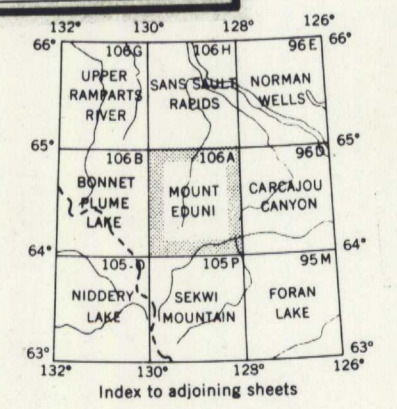 132° 130° 128° 126°
66° 106G 106H 96E 66°
UPPER RAMPARTS RIVER
SANS SAULT RAPIDS
NORMAN WELLS
65° 106B 106A 96D 65°
BONNET PLUME LAKE
MOUNT EDUNI
CARCAJOU CANYON
64° 105-O 105P 95M 64°
NIDDERY LAKE
SEKWI MOUNTAIN
FORAN LAKE
63° 63°
132° 130° 128° 126°
Index to adjoining sheets